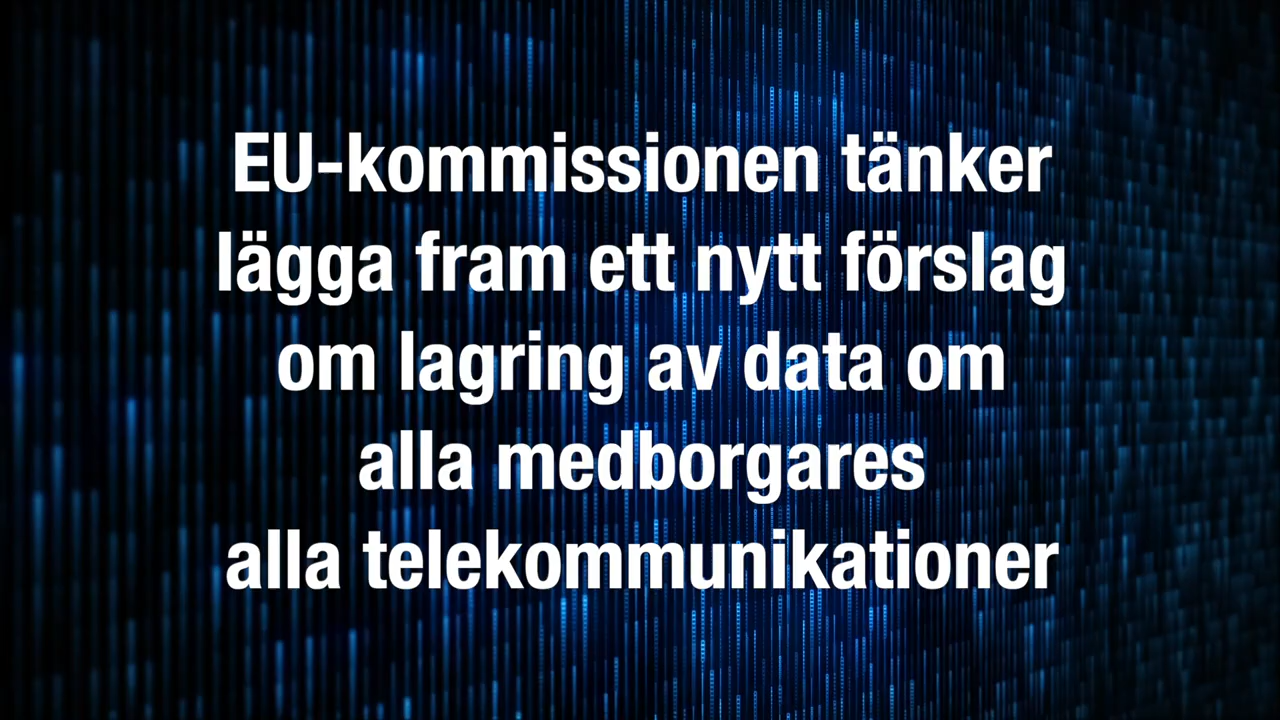 EU-kommissionen tänker
lägga fram ett nytt förslag
om lagring av data om
alla medborgares
alla telekommunikationer